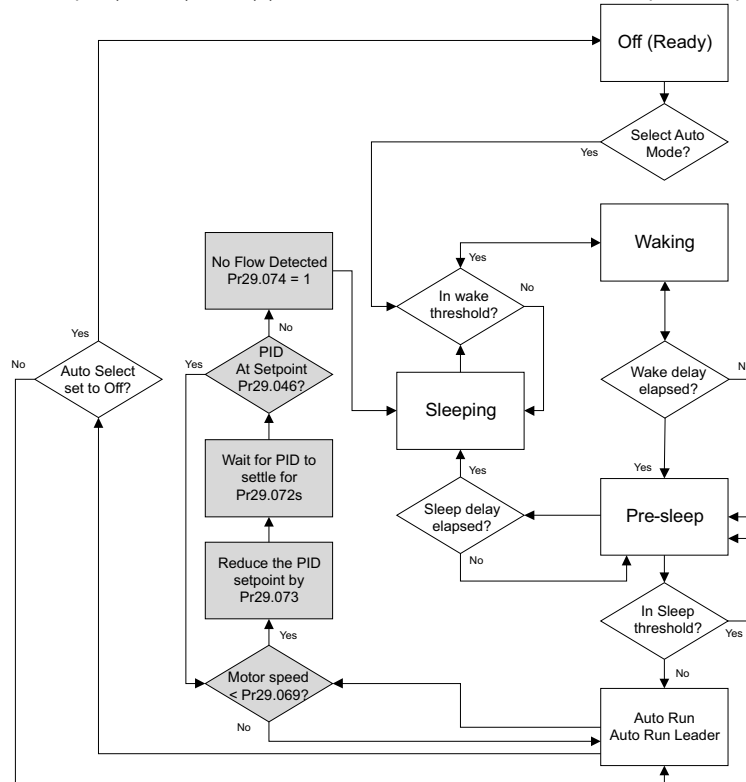 Off (Ready)
Select Auto
Mode?
Yes
No Flow Detected
Pr29.074 = 1
Waking
Yes
In wake
threshold?
No
Yes
No
Auto Select
set to Off?
Yes
No
PID
At Setpoint
Pr29.046?
Sleeping
Wake delay
elapsed?
Wait for PID to
settle for
Pr29.072s
Yes
Sleep delay
elapsed?
No
Yes
Pre-sleep
Reduce the PID
setpoint by
Pr29.073
In Sleep
threshold?
Yes
No
Yes
Motor speed
< Pr29.069?
No
Auto Run
Auto Run Leader